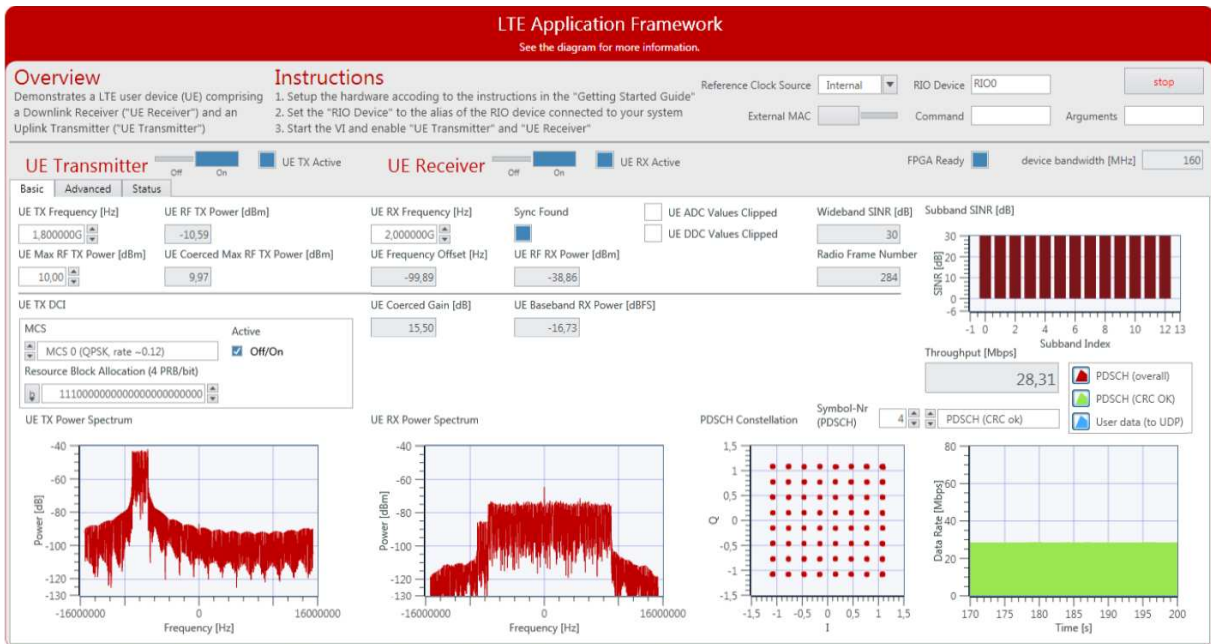 LTE Application Framework
See the diagram for more information.
Overview
Demonstrates a LTE user device (UE) comprising
a Downlink Receiver ("UE Receiver") and an
Uplink Transmitter ("UE Transmitter")
Instructions
1. Setup the hardware accoding to the instructions in the "Getting Started Guide"
2. Set the "RIO Device" to the alias of the RIO device connected to your system
3. Start the VI and enable "UE Transmitter" and "UE Receiver"
Reference Clock Source Internal RIO Device RIO0 stop
External MAC Command Arguments
UE Transmitter Off On UE TX Active UE Receiver Off On UE RX Active FPGA Ready device bandwidth [MHz] 160
Basic Advanced Status
UE TX Frequency [Hz] UE RF TX Power [dBm] UE RX Frequency [Hz] Sync Found UE ADC Values Clipped Wideband SINR [dB] Subband SINR [dB]
1,800000G -10,59 2,000000G UE DDC Values Clipped 30
UE Max RF TX Power [dBm] UE Coerced Max RF TX Power [dBm] UE Frequency Offset [Hz] UE RF RX Power [dBm] Radio Frame Number
10,00 9,97 -99,89 -38,86 284
SINR [dB]
30
20
10
0
-6
-1 0 2 4 6 8 10 12 13
Subband Index
UE TX DCI UE Coerced Gain [dB] UE Baseband RX Power [dBFS]
15,50 -16,73
MCS Active
MCS 0 (QPSK, rate ~0.12) Off/On
Resource Block Allocation (4 PRB/bit)
b 1110000000000000000000000
Throughput [Mbps]
28,31
PDSCH (overall)
PDSCH (CRC OK)
User data (to UDP)
UE TX Power Spectrum
Power [dB]
-40
-60
-80
-100
-120
-130
-16000000 0 16000000
Frequency [Hz]
UE RX Power Spectrum
Power [dBm]
-40
-60
-80
-100
-120
-130
-16000000 0 16000000
Frequency [Hz]
PDSCH Constellation Symbol-Nr (PDSCH) 4 PDSCH (CRC ok)
Q
1,5
1
0,5
0
-0,5
-1
-1,5
-1,5 -1 -0,5 0 0,5 1 1,5
I
Data Rate [Mbps]
80
60
40
20
0
170 175 180 185 190 195 200
Time [s]